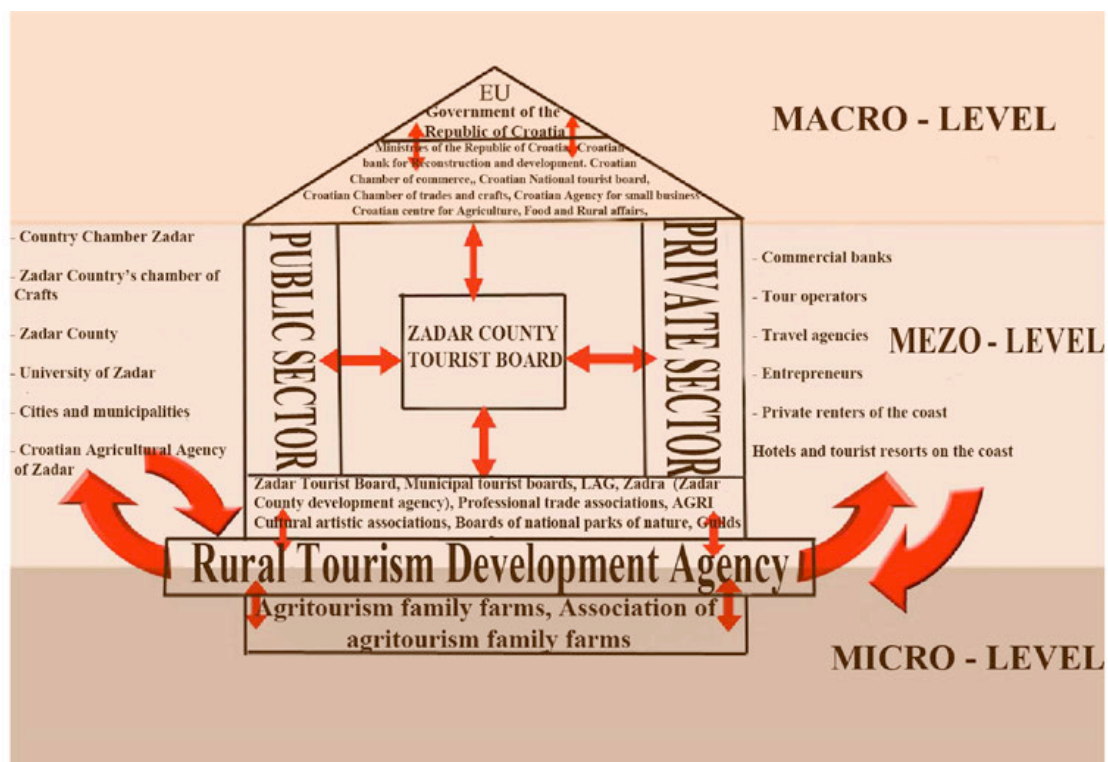 EU
Government of the
Republic of Croatia
Ministries of the Republic of Croatia, Croatian
bank for Reconstruction and development. Croatian
Chamber of commerce,, Croatian National tourist board,
Croatian Chamber of trades and crafts, Croatian Agency for small business
Croatian centre for Agriculture, Food and Rural affairs,
MACRO - LEVEL
- Country Chamber Zadar
- Zadar Country's chamber of
Crafts
- Zadar County
- University of Zadar
- Cities and municipalities
- Croatian Agricultural Agency
of Zadar
PUBLIC SECTOR
ZADAR COUNTY
TOURIST BOARD
PRIVATE SECTOR
- Commercial banks
- Tour operators
- Travel agencies
- Entrepreneurs
- Private renters of the coast
Hotels and tourist resorts on the coast
MEZO - LEVEL
Zadar Tourist Board, Municipal tourist boards, LAG, Zadra (Zadar
County development agency), Professional trade associations, AGRI
Cultural artistic associations, Boards of national parks of nature, Guilds
Rural Tourism Development Agency
Agritourism family farms, Association of
agritourism family farms
MICRO - LEVEL